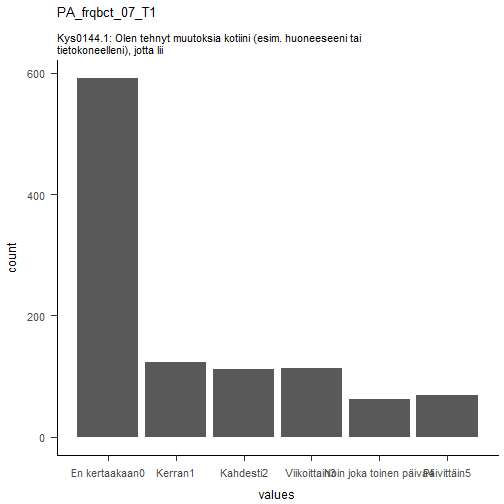 PA_frqbct_07_T1
Kys0144.1: Olen tehnyt muutoksia kotiini (esim. huoneeseeni tai
tietokoneelleni), jotta lii
600
400
200
0
count
En kertaakaan0 Kerran1 Kahdesti2 Viikoittain3 Noin joka toinen päivä4 Päivittäin5
values